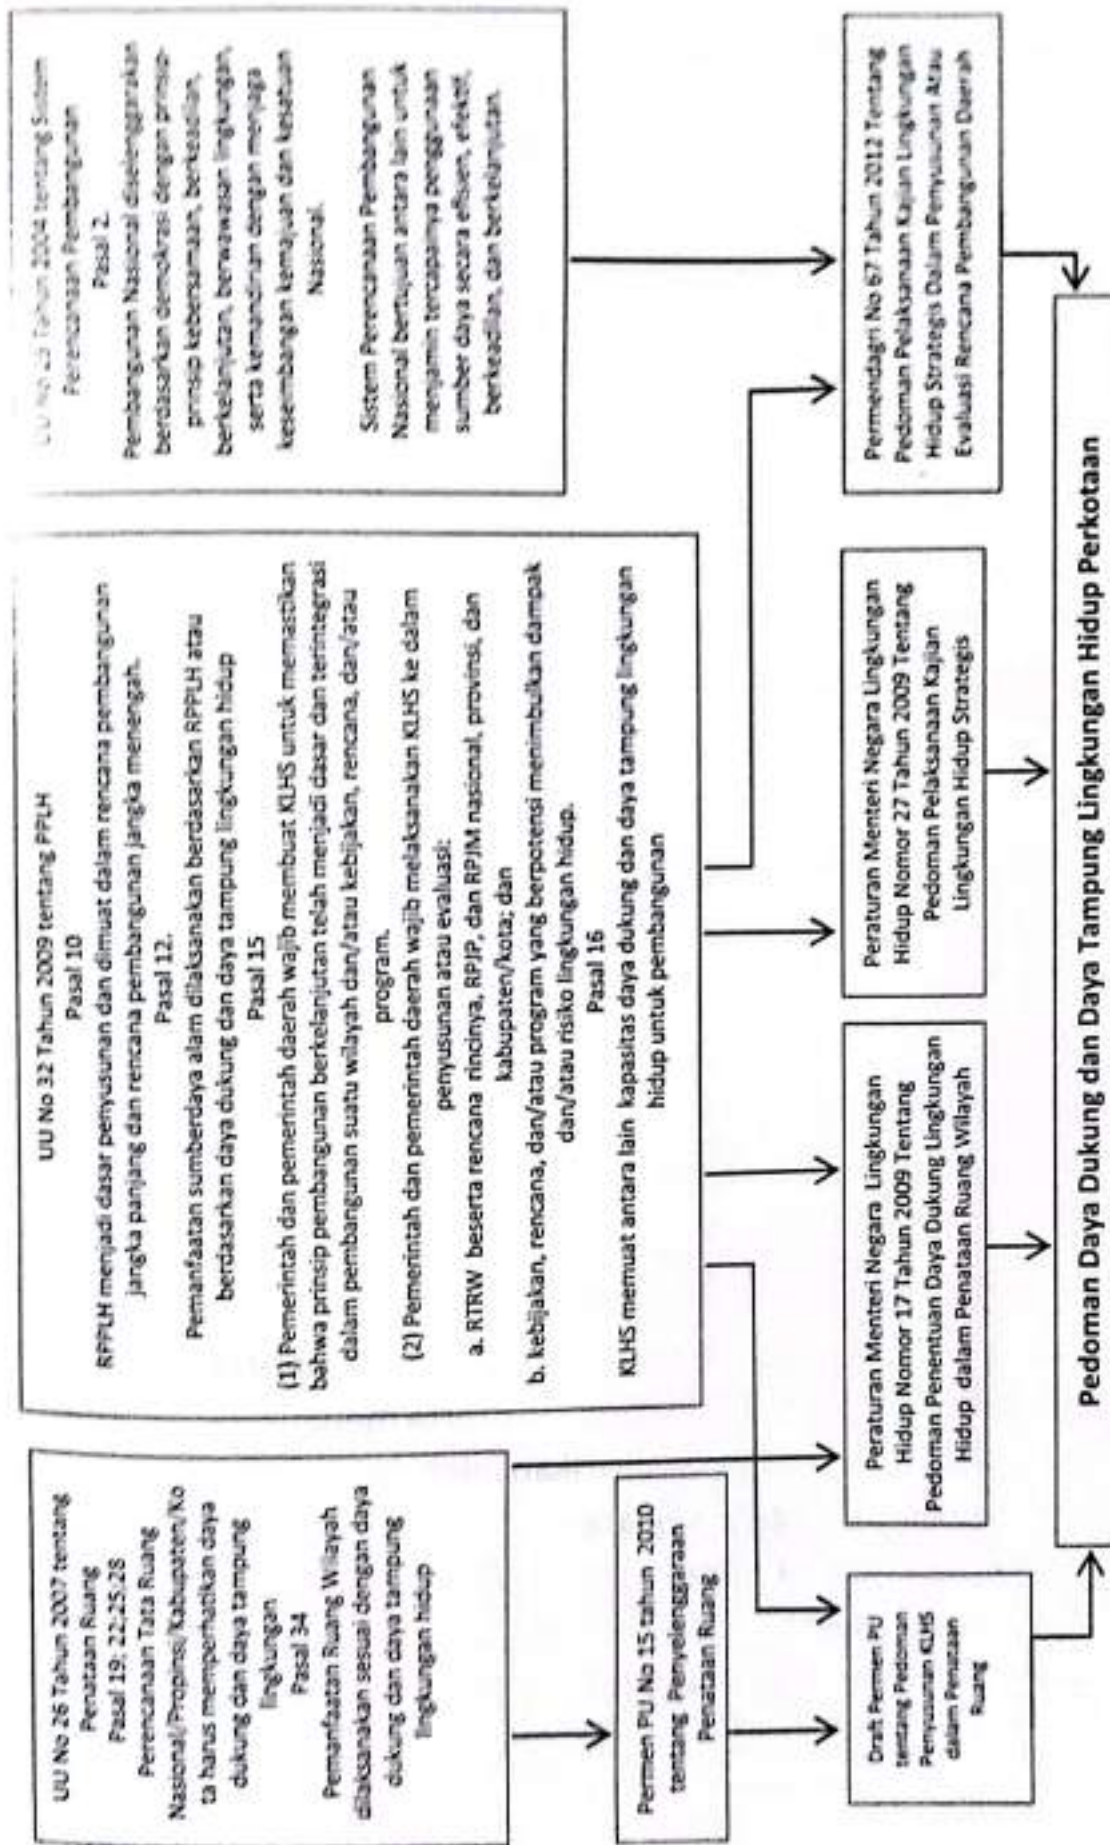 UU No 26 Tahun 2007 tentang
Penataan Ruang
Pasal 19; 22;25;28
Perencanaan Tata Ruang
Nasional/Propinsi/Kabupaten/Ko
ta harus memperhatikan daya
dukung dan daya tampung
lingkungan
Pasal 34
Pemanfaatan Ruang Wilayah
dilaksanakan sesuai dengan daya
dukung dan daya tampung
lingkungan hidup
UU No 32 Tahun 2009 tentang PPLH
Pasal 10
RPPLH menjadi dasar penyusunan dan dimuat dalam rencana pembangunan
jangka panjang dan rencana pembangunan jangka menengah.
Pasal 12.
Pemanfaatan sumberdaya alam dilaksanakan berdasarkan RPPLH atau
berdasarkan daya dukung dan daya tampung lingkungan hidup
Pasal 15
(1) Pemerintah dan pemerintah daerah wajib membuat KLHS untuk memastikan
bahwa prinsip pembangunan berkelanjutan telah menjadi dasar dan terintegrasi
dalam pembangunan suatu wilayah dan/atau kebijakan, rencana, dan/atau
program.
(2) Pemerintah dan pemerintah daerah wajib melaksanakan KLHS ke dalam
penyusunan atau evaluasi:
a. RTRW beserta rencana rincinya, RPJP, dan RPJM nasional, provinsi, dan
kabupaten/kota; dan
b. kebijakan, rencana, dan/atau program yang berpotensi menimbulkan dampak
dan/atau risiko lingkungan hidup.
Pasal 16
KLHS memuat antara lain kapasitas daya dukung dan daya tampung lingkungan
hidup untuk pembangunan
UU No 25 Tahun 2004 tentang Sistem
Perencanaan Pembangunan
Pasal 2.
Pembangunan Nasional diselenggarakan
berdasarkan demokrasi dengan prinsip-
prinsip kebersamaan, berkeadilan,
berkelanjutan, berwawasan lingkungan,
serta kemandirian dengan menjaga
kesembangan kemajuan dan kesatuan
Nasional.
Sistem Perencanaan Pembangunan
Nasional bertujuan antara lain untuk
menjamin tercapainya penggunaan
sumber daya secara efisien, efektif,
berkeadilan, dan berkelanjutan.
Permen PU No 15 tahun 2010
tentang Penyelenggaraan
Penataan Ruang
Draft Permen PU
tentang Pedoman
Penyusunan KLHS
dalam Penataan
Ruang
Peraturan Menteri Negara Lingkungan
Hidup Nomor 17 Tahun 2009 Tentang
Pedoman Penentuan Daya Dukung Lingkungan
Hidup dalam Penataan Ruang Wilayah
Peraturan Menteri Negara Lingkungan
Hidup Nomor 27 Tahun 2009 Tentang
Pedoman Pelaksanaan Kajian
Lingkungan Hidup Strategis
Permendagri No 67 Tahun 2012 Tentang
Pedoman Pelaksanaan Kajian Lingkungan
Hidup Strategis Dalam Penyusunan Atau
Evaluasi Rencana Pembangunan Daerah
Pedoman Daya Dukung dan Daya Tampung Lingkungan Hidup Perkotaan